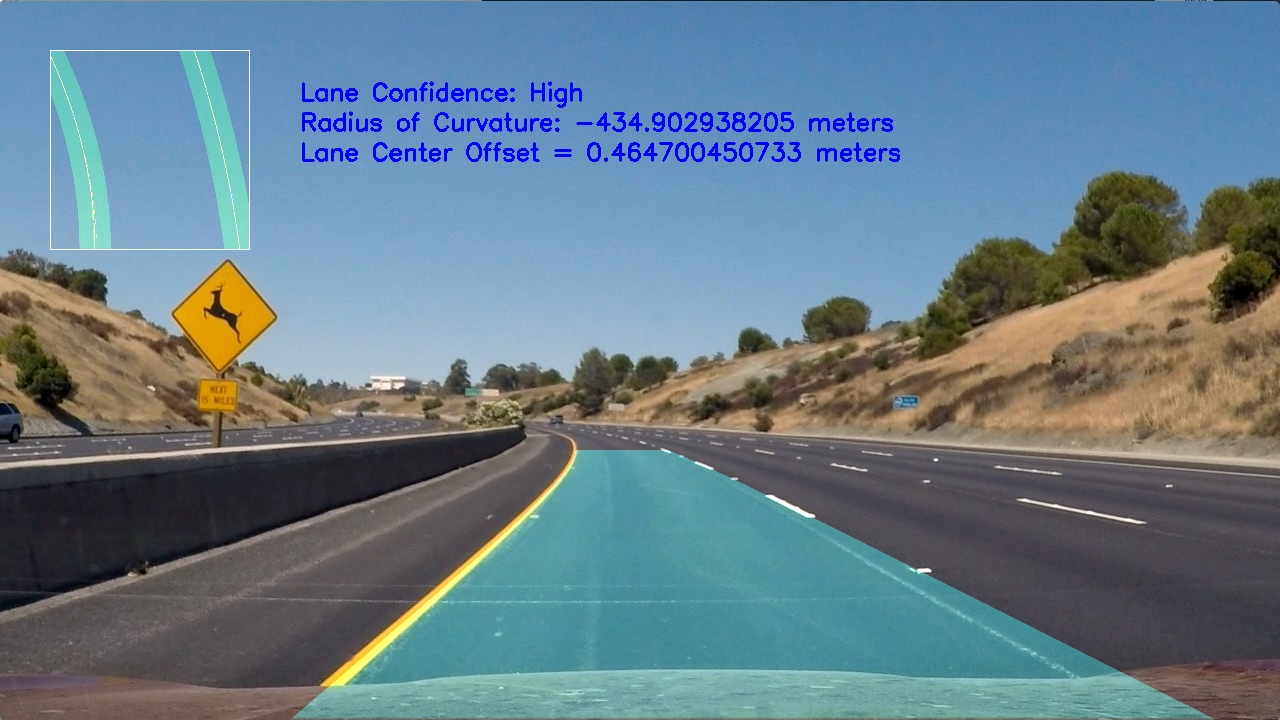 Lane Confidence: High
Radius of Curvature: -434.902938205 meters
Lane Center Offset = 0.464700450733 meters
NEXT
15 MILES